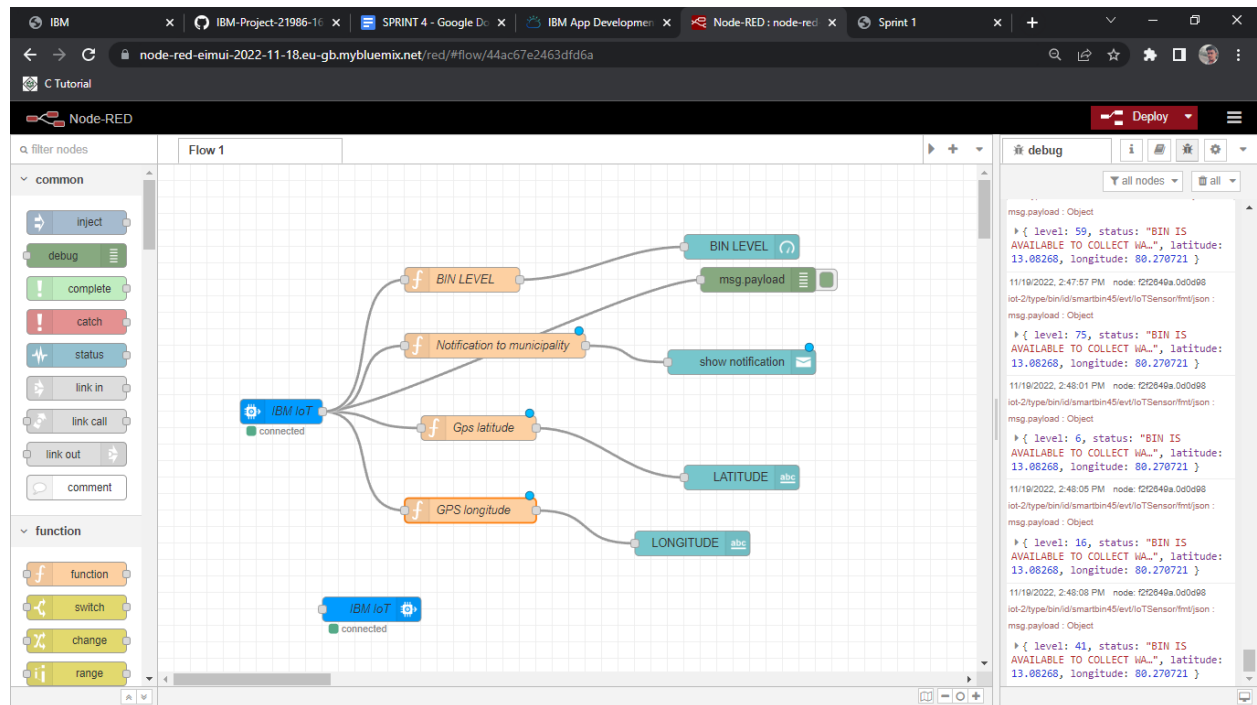 IBM
IBM-Project-21986-16
SPRINT 4 - Google Do
IBM App Developmen
Node-RED : node-red
Sprint 1
node-red-eimui-2022-11-18.eu-gb.mybluemix.net/red/#flow/44ac67e2463dfd6a
C Tutorial
Node-RED
Deploy
filter nodes
common
inject
debug
complete
catch
status
link in
link call
link out
comment
function
function
switch
change
range
Flow 1
BIN LEVEL
BIN LEVEL
msg.payload
Notification to municipality
show notification
IBM IoT
connected
Gps latitude
LATITUDE
abc
GPS longitude
LONGITUDE
abc
IBM IoT
connected
debug
i
all nodes
all
msg.payload : Object
{ level: 59, status: "BIN IS
AVAILABLE TO COLLECT WA…", latitude:
13.08268, longitude: 80.270721 }
11/19/2022, 2:47:57 PM node: f2f2649a.0d0d98
iot-2/type/bin/id/smartbin45/evt/IoTSensor/fmt/json :
msg.payload : Object
{ level: 75, status: "BIN IS
AVAILABLE TO COLLECT WA…", latitude:
13.08268, longitude: 80.270721 }
11/19/2022, 2:48:01 PM node: f2f2649a.0d0d98
iot-2/type/bin/id/smartbin45/evt/IoTSensor/fmt/json :
msg.payload : Object
{ level: 6, status: "BIN IS
AVAILABLE TO COLLECT WA…", latitude:
13.08268, longitude: 80.270721 }
11/19/2022, 2:48:05 PM node: f2f2649a.0d0d98
iot-2/type/bin/id/smartbin45/evt/IoTSensor/fmt/json :
msg.payload : Object
{ level: 16, status: "BIN IS
AVAILABLE TO COLLECT WA…", latitude:
13.08268, longitude: 80.270721 }
11/19/2022, 2:48:08 PM node: f2f2649a.0d0d98
iot-2/type/bin/id/smartbin45/evt/IoTSensor/fmt/json :
msg.payload : Object
{ level: 41, status: "BIN IS
AVAILABLE TO COLLECT WA…", latitude:
13.08268, longitude: 80.270721 }